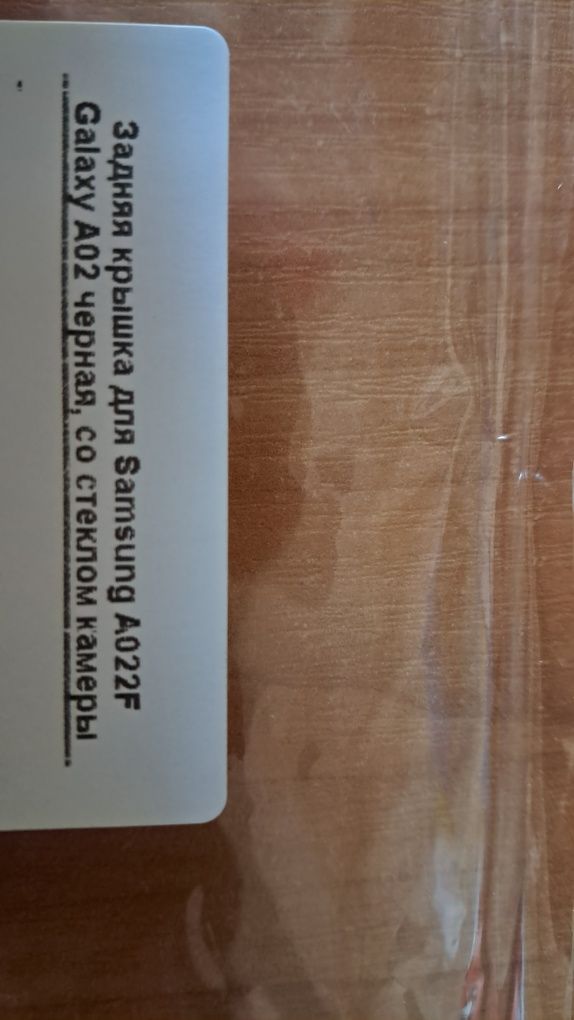 Задняя крышка для Samsung A022F
Galaxy A02 черная, со стеклом камеры